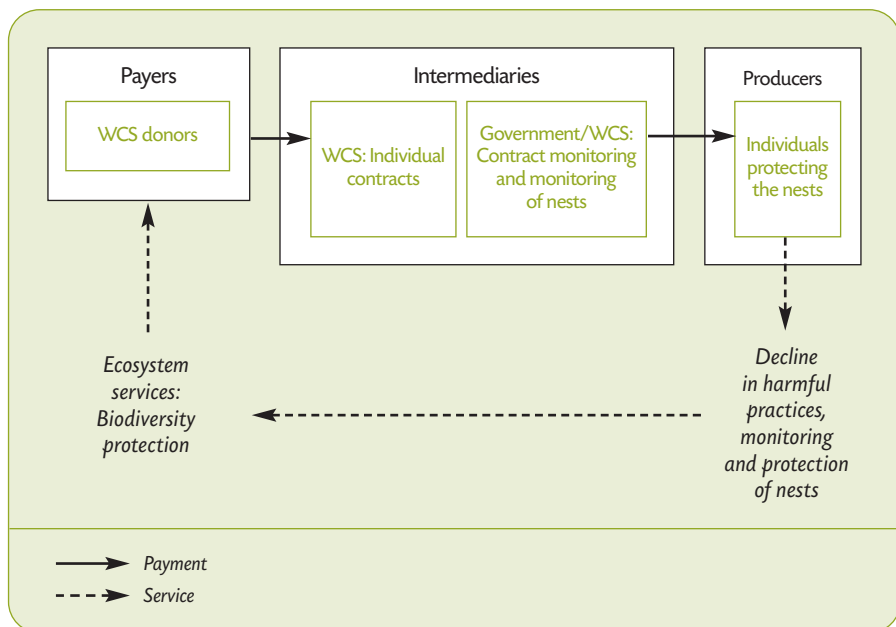 Payers
WCS donors
Intermediaries
WCS: Individual
contracts
Government/WCS:
Contract monitoring
and monitoring
of nests
Producers
Individuals
protecting
the nests
Ecosystem
services:
Biodiversity
protection
Decline
in harmful
practices,
monitoring
and protection
of nests
Payment
Service